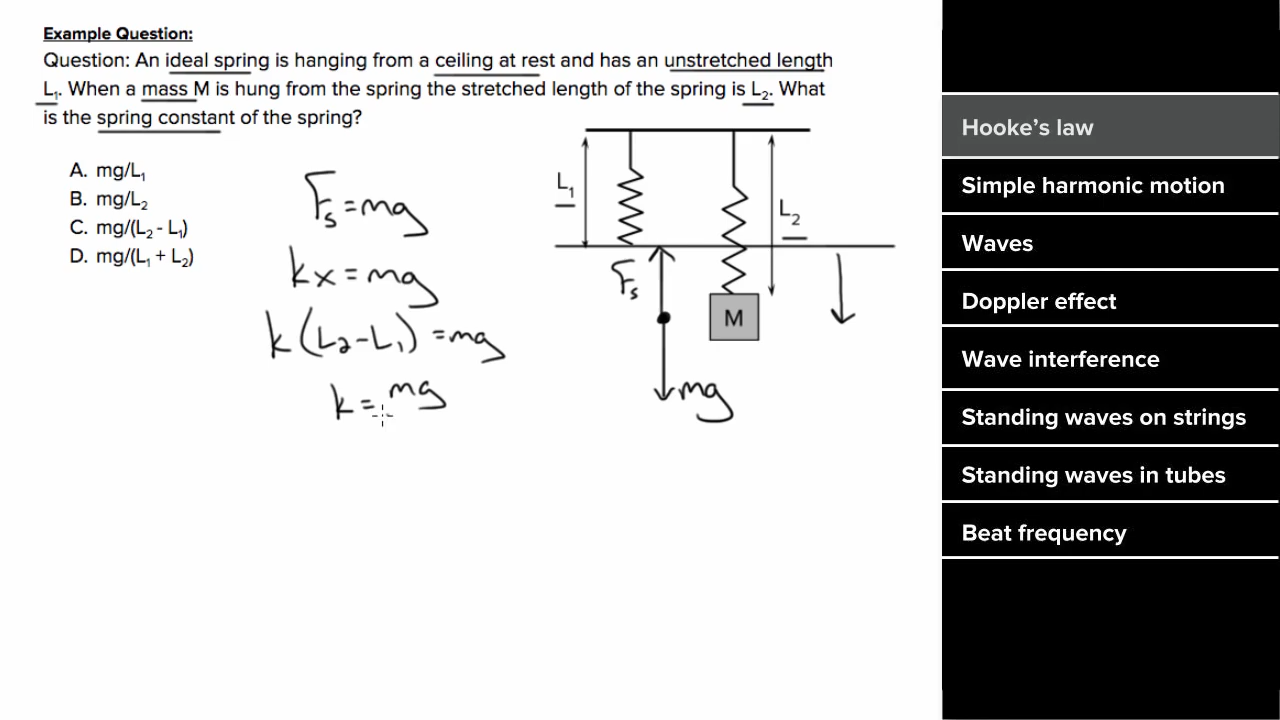 Example Question:
Question: An ideal spring is hanging from a ceiling at rest and has an unstretched length
L₁. When a mass M is hung from the spring the stretched length of the spring is L₂. What
is the spring constant of the spring?
A. mg/L₁
B. mg/L₂
C. mg/(L₂ - L₁)
D. mg/(L₁ + L₂)
Fs = mg
kx = mg
k(L₂-L₁) = mg
k = mg
L₁
L₂
Fs
M
mg
Hooke's law
Simple harmonic motion
Waves
Doppler effect
Wave interference
Standing waves on strings
Standing waves in tubes
Beat frequency